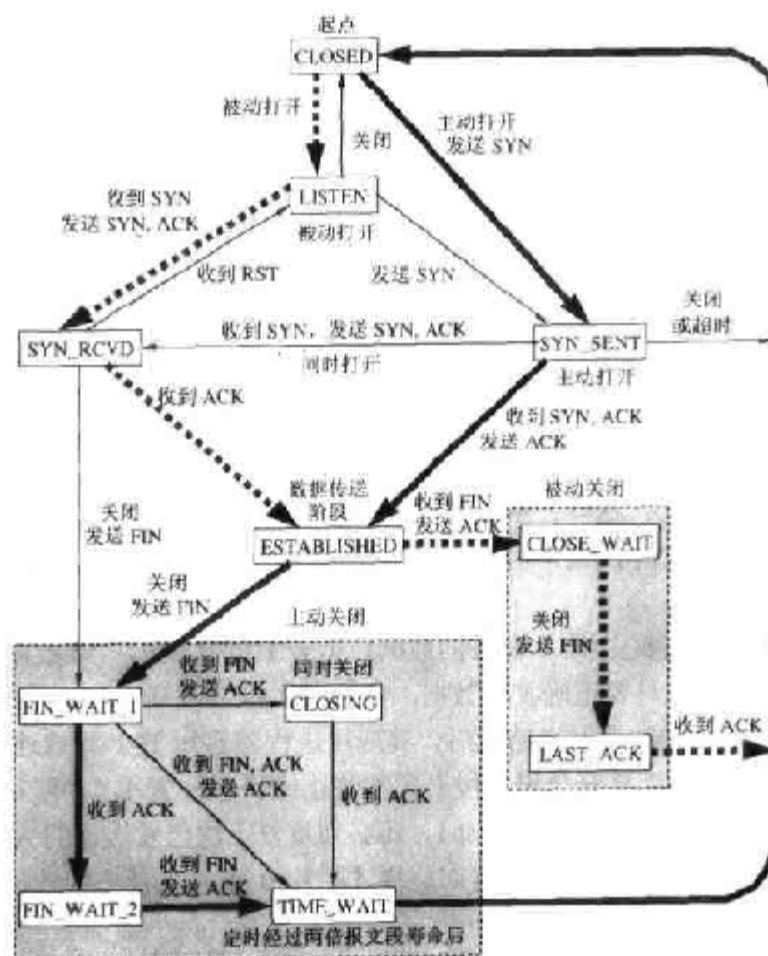 起点
CLOSED
被动打开
关闭
主动打开
发送 SYN
收到 SYN
发送 SYN, ACK
LISTEN
被动打开
收到 RST
发送 SYN
关闭
或超时
SYN_RCVD
收到 SYN, 发送 SYN, ACK
同时打开
SYN_SENT
主动打开
收到 ACK
收到 SYN, ACK
发送 ACK
关闭
发送 FIN
数据传送
阶段
ESTABLISHED
收到 FIN
发送 ACK
被动关闭
CLOSE_WAIT
关闭
发送 FIN
主动关闭
关闭
发送 FIN
FIN_WAIT_1
收到 FIN
发送 ACK
同时关闭
CLOSING
LAST_ACK
收到 ACK
收到 FIN, ACK
发送 ACK
收到 ACK
收到 ACK
收到 FIN
发送 ACK
FIN_WAIT_2
TIME_WAIT
定时经过两倍报文段寿命后